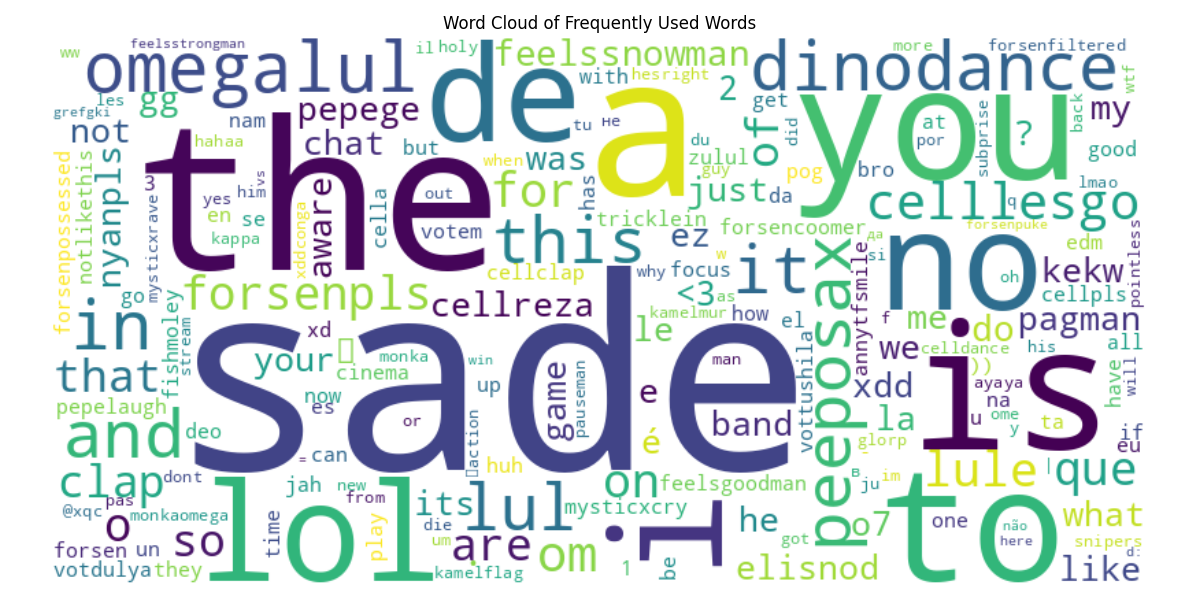 Word Cloud of Frequently Used Words
ww
feelsstrongman
il
holy
feelssnowman
more
forsenfiltered
omegalul
de
with
hesright
dinodance
wtf
les
grefgki
gg
pepege
a
2
get
you
my
not
nam
the
chat
tu
не
of
did
at
?
subprise
back
hahaa
but
du
por
good
forsenpossessed
notlikethis
nyanpls
3
vs
yes
him
aware
when
was
zulul
guy
pog
bro
lmao
mysticxrave
en
se
kappa
xddconga
cella
out
votem
for
has
just
da
celllesgo
q
this
tricklein
forsencoomer
forsenpuke
да
si
no
edm
pointless
ez
w
cellclap
why
focus
it
peeposax
annytfsmile
oh
kekw
in
go
fishmoley
stream
forsenpls
cellreza
<3
as
kamelmur
how
el
f
me
do
cellpls
pagman
xd
le
we
celldance
his
all
that
your
cinema
monka
win
sade
man
vottushila
xdd
))
ayaya
is
have
will
pepelaugh
now
es
up
game
pauseman
e
na
u
ome
y
ta
and
deo
or
band
la
if
eu
é
glorp
=
can
action
huh
clap
dont
on
feelsgoodman
в
ju
im
lule
l
que
jah
new
from
its
lul
mysticxcry
i
he
o7
to
one
não
here
what
@xqc
pas
monkaomega
o
lol
time
play
die
um
are
om
got
snipers
d:
forsen
un
so
votdulya
they
kamelflag
1
be
elisnod
like